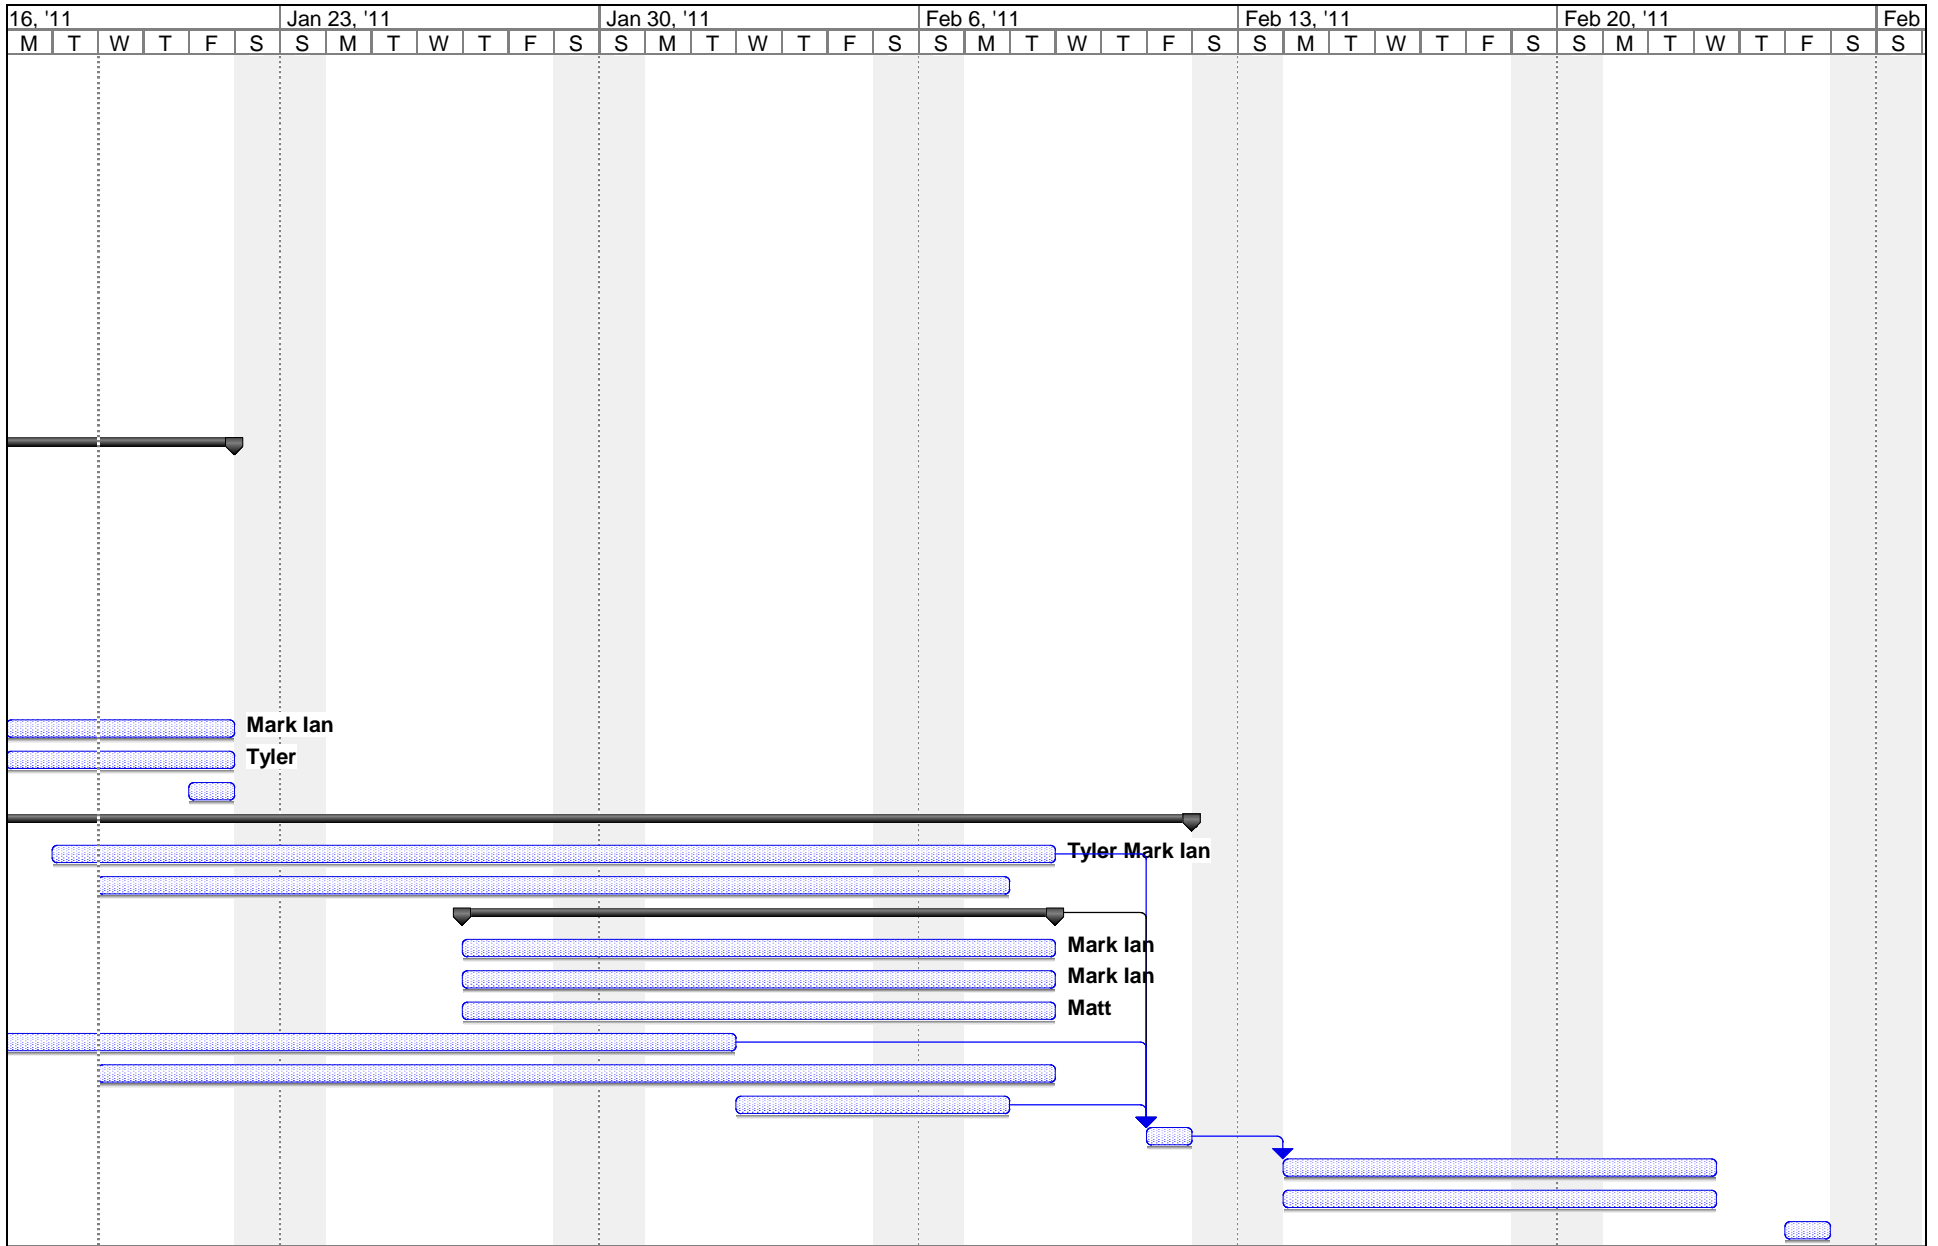 16, '11 Jan 23, '11 Jan 30, '11 Feb 6, '11 Feb 13, '11 Feb 20, '11 Feb
M T W T F S S M T W T F S S M T W T F S S M T W T F S S M T W T F S S M T W T F S S
Mark Ian
Tyler
Tyler Mark Ian
Mark Ian
Mark Ian
Matt